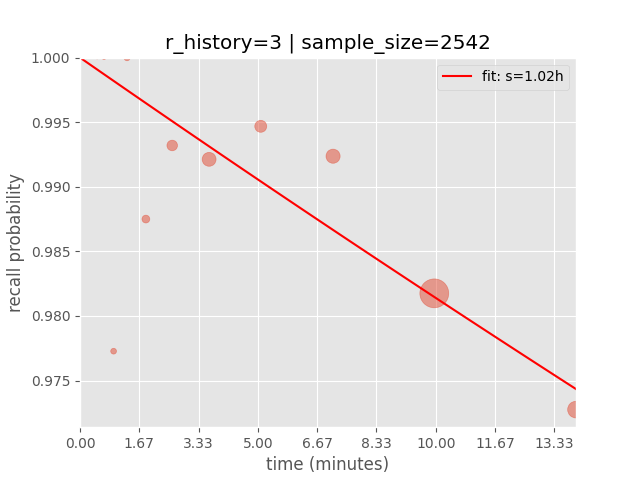 r_history=3 | sample_size=2542
fit: s=1.02h
1.000
0.995
0.990
0.985
0.980
0.975
recall probability
0.00 1.67 3.33 5.00 6.67 8.33 10.00 11.67 13.33
time (minutes)